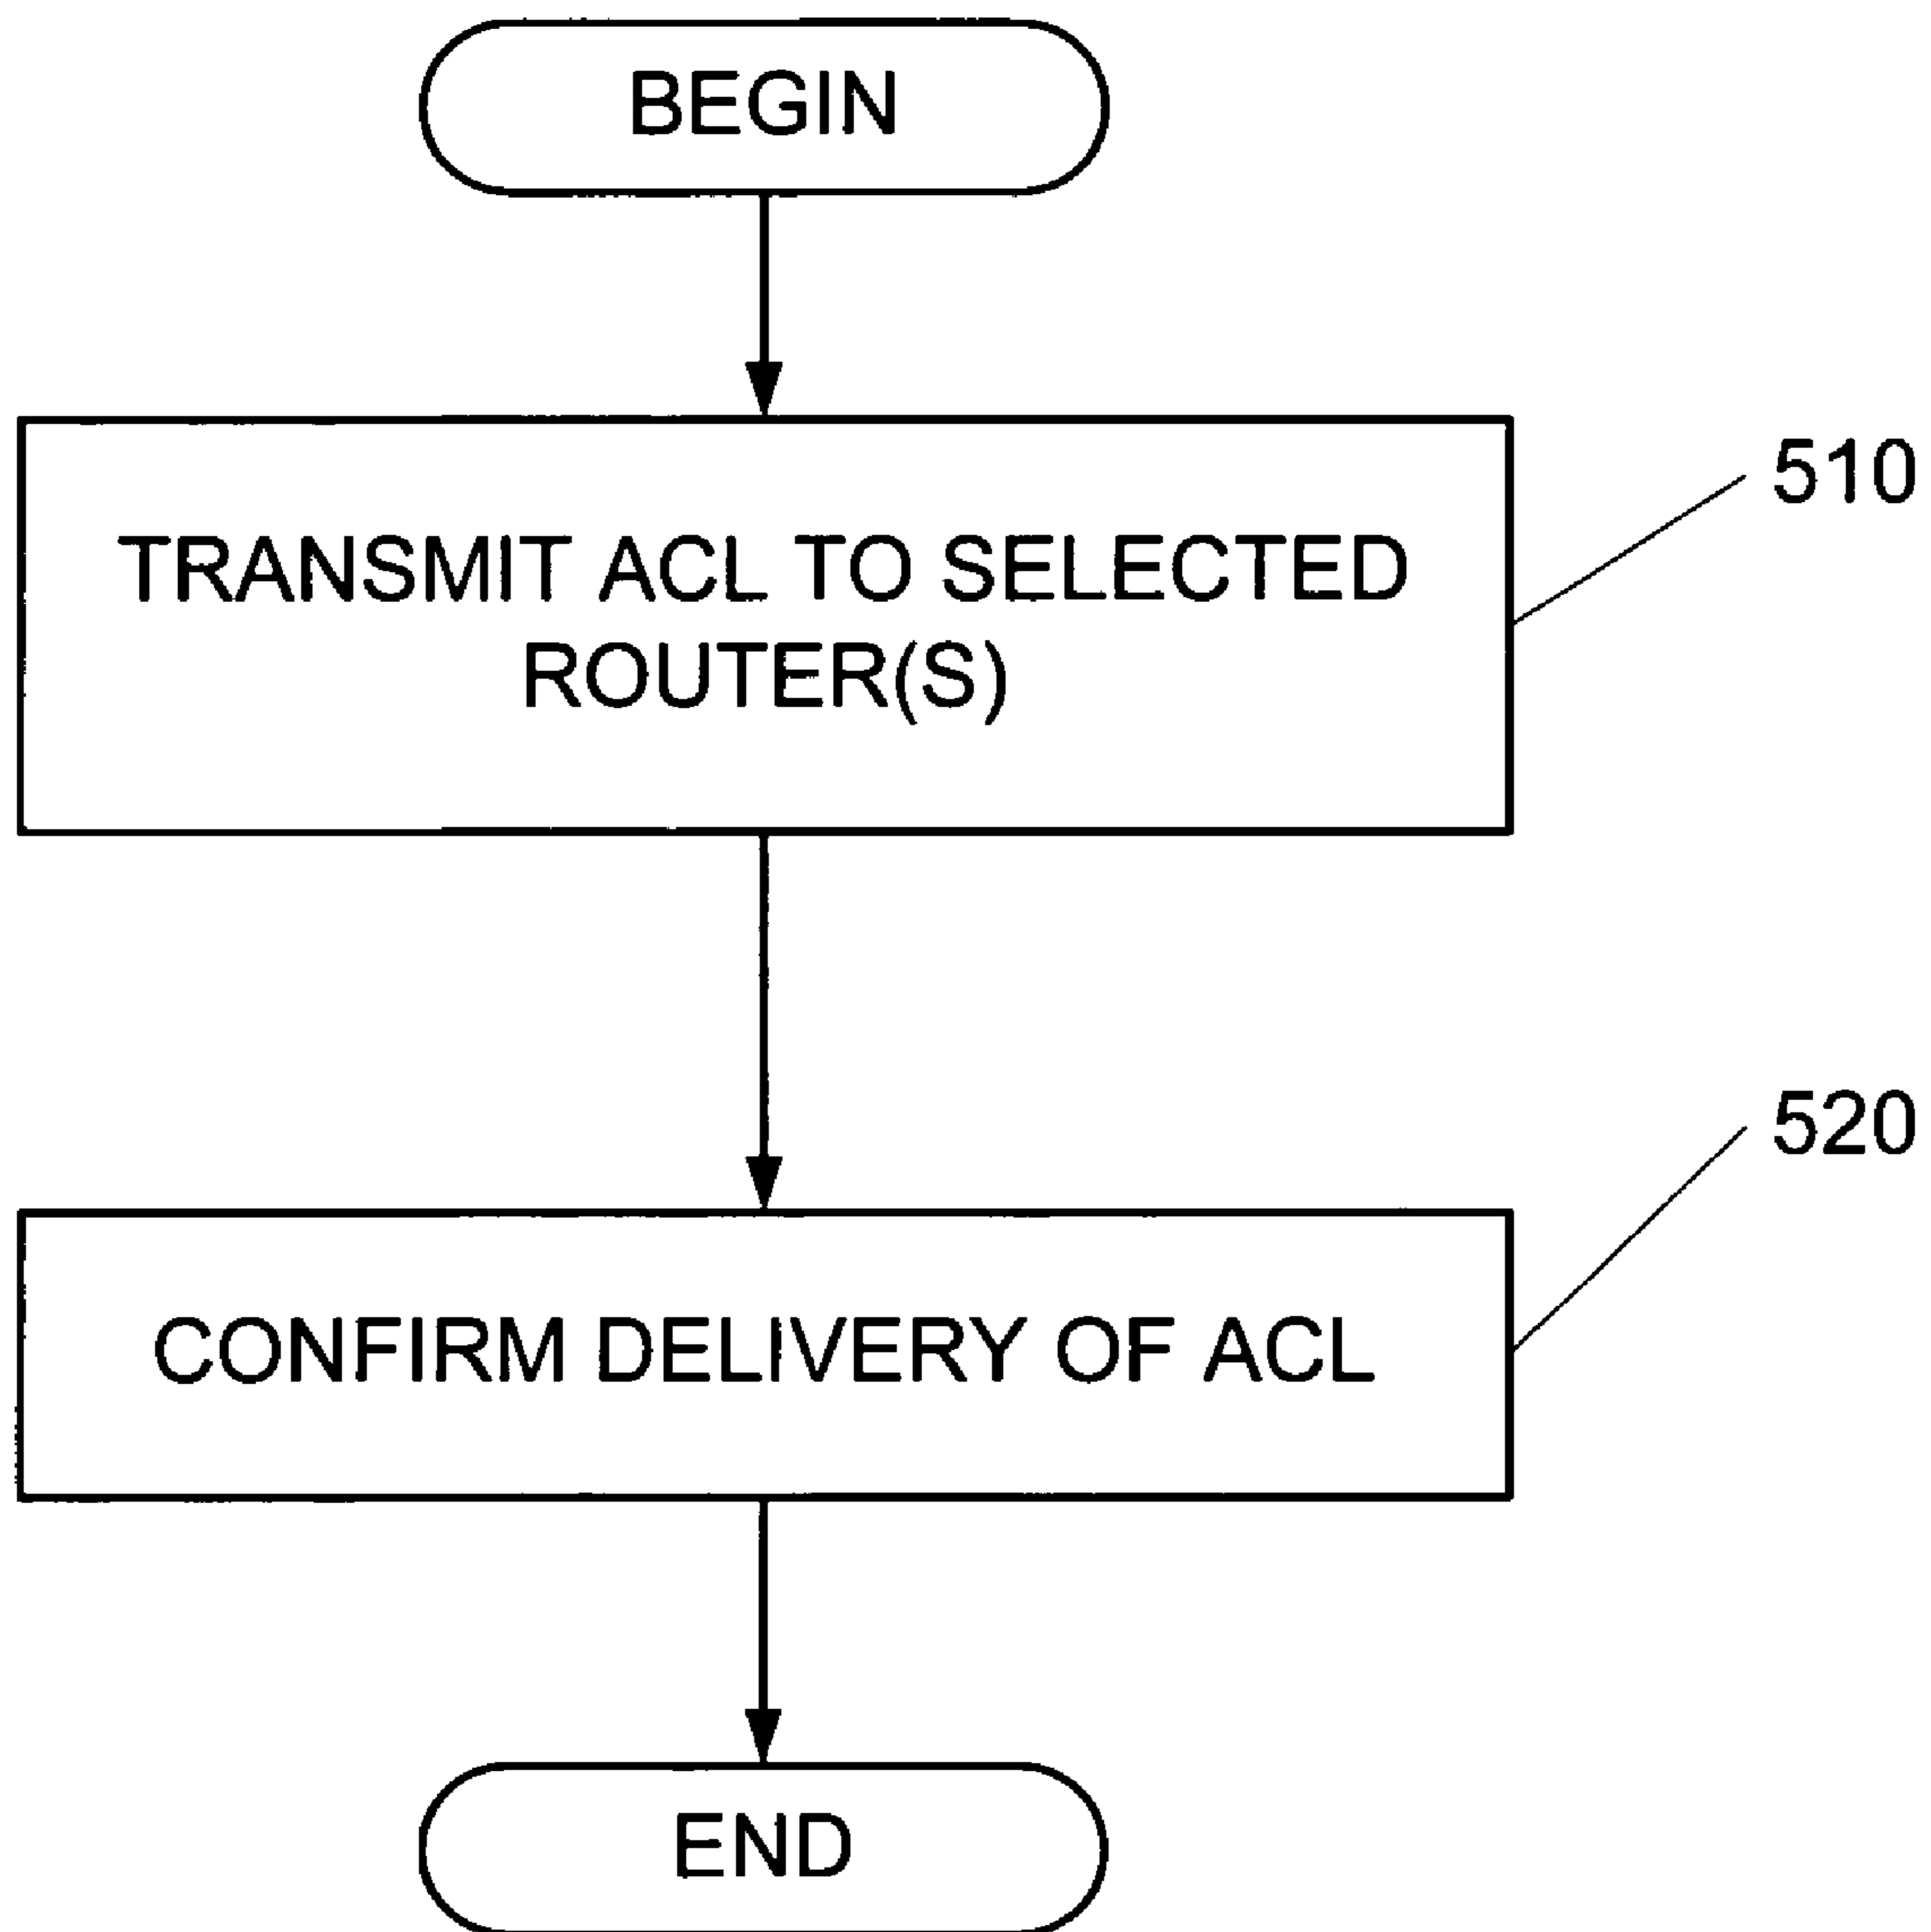 BEGIN
510
TRANSMIT ACL TO SELECTED
ROUTER(S)
520
CONFIRM DELIVERY OF ACL
END